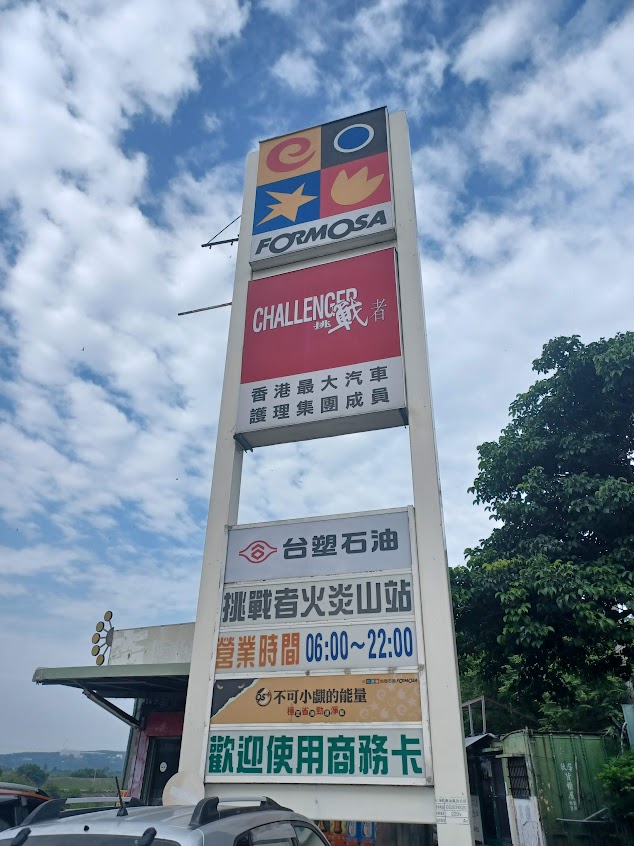 FORMOSA
CHALLENGER
挑戰者
香港最大汽車
護理集團成員
台塑石油
挑戰者火炎山站
營業時間 06:00~22:00
95+ 不可小覷的能量
歡迎使用商務卡